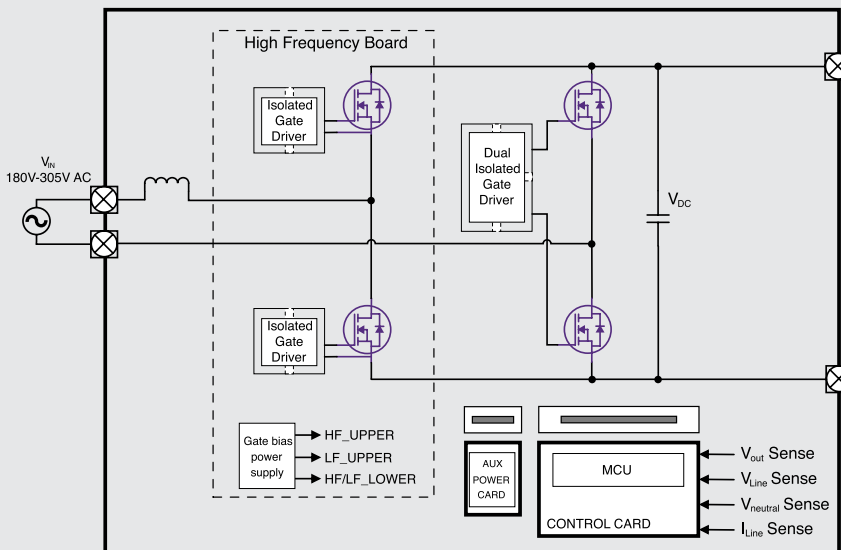 High Frequency Board
Isolated
Gate
Driver
Dual
Isolated
Gate
Driver
VIN
180V-305V AC
VDC
Isolated
Gate
Driver
Gate bias
power
supply
HF_UPPER
LF_UPPER
HF/LF_LOWER
AUX
POWER
CARD
MCU
CONTROL CARD
Vout Sense
VLine Sense
Vneutral Sense
ILine Sense